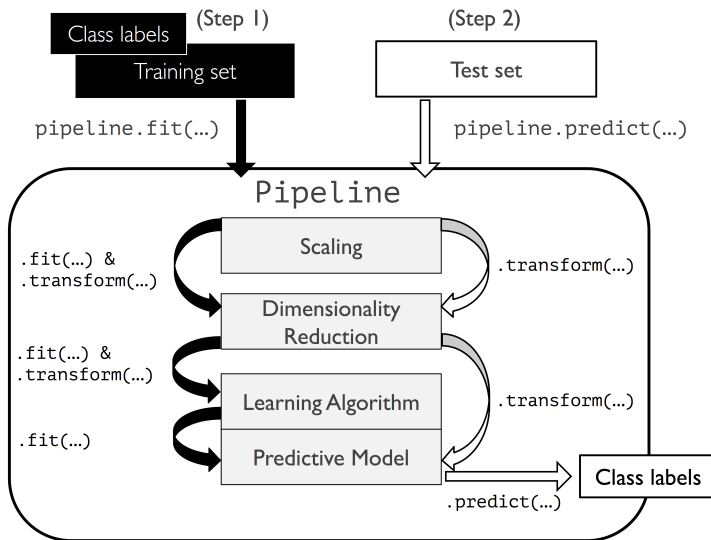 (Step 1)
(Step 2)
Class labels
Training set
Test set
pipeline.fit(...)
pipeline.predict(...)
Pipeline
Scaling
.fit(...) &
.transform(...)
.transform(...)
Dimensionality
Reduction
.fit(...) &
.transform(...)
Learning Algorithm
.transform(...)
.fit(...)
Predictive Model
Class labels
.predict(...)